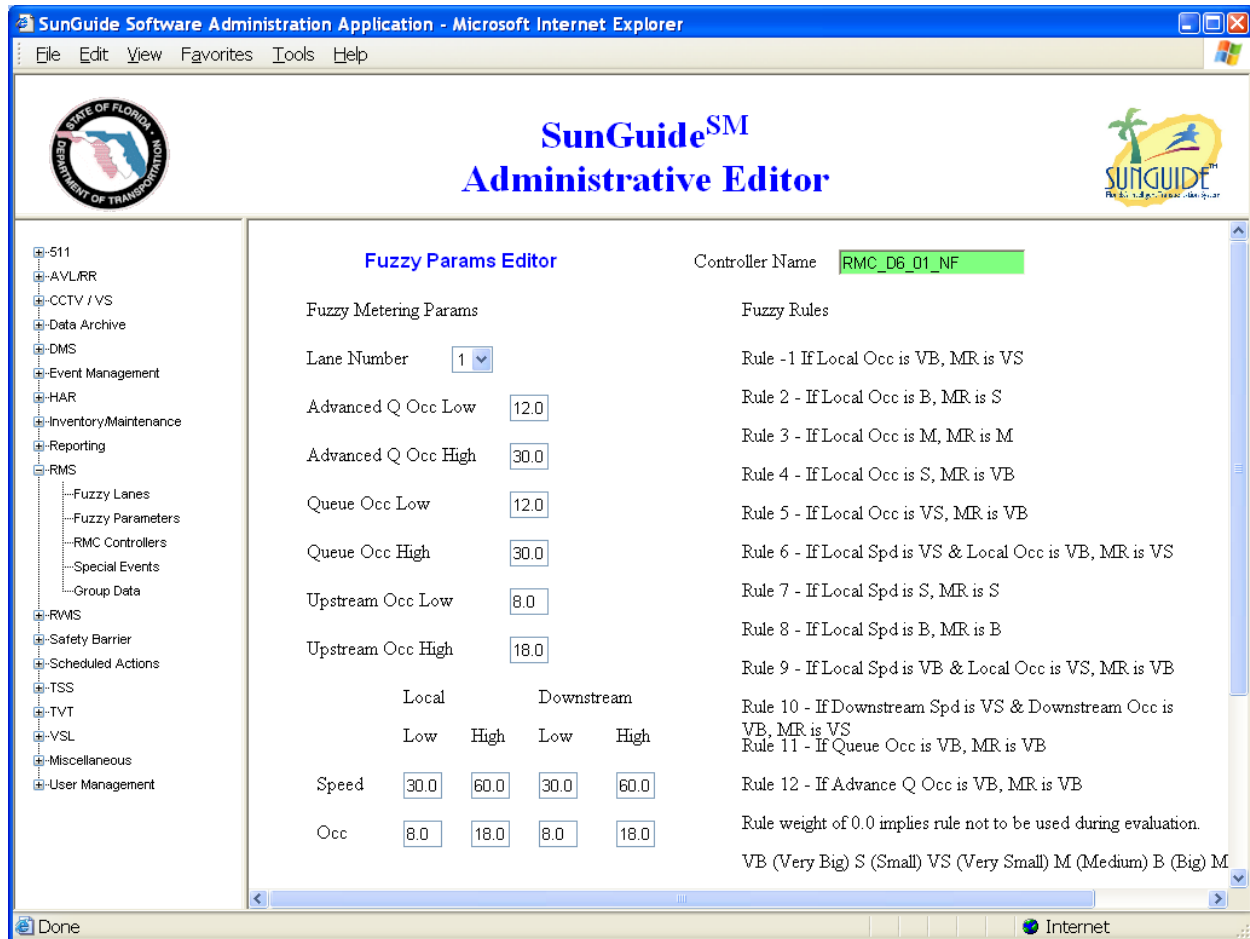 SunGuide Software Administration Application - Microsoft Internet Explorer
File Edit View Favorites Tools Help
STATE OF FLORIDA
DEPARTMENT OF TRANSPORTATION
SunGuide SM
Administrative Editor
SUNGUIDE TM
511
AVL/RR
CCTV / VS
Data Archive
DMS
Event Management
HAR
Inventory/Maintenance
Reporting
RMS
Fuzzy Lanes
Fuzzy Parameters
RMC Controllers
Special Events
Group Data
RWIS
Safety Barrier
Scheduled Actions
TSS
TVT
VSL
Miscellaneous
User Management
Fuzzy Params Editor
Controller Name RMC_D6_01_NF
Fuzzy Metering Params
Lane Number 1
Advanced Q Occ Low 12.0
Advanced Q Occ High 30.0
Queue Occ Low 12.0
Queue Occ High 30.0
Upstream Occ Low 8.0
Upstream Occ High 18.0
Local Downstream
Low High Low High
Speed 30.0 60.0 30.0 60.0
Occ 8.0 18.0 8.0 18.0
Fuzzy Rules
Rule -1 If Local Occ is VB, MR is VS
Rule 2 - If Local Occ is B, MR is S
Rule 3 - If Local Occ is M, MR is M
Rule 4 - If Local Occ is S, MR is VB
Rule 5 - If Local Occ is VS, MR is VB
Rule 6 - If Local Spd is VS & Local Occ is VB, MR is VS
Rule 7 - If Local Spd is S, MR is S
Rule 8 - If Local Spd is B, MR is B
Rule 9 - If Local Spd is VB & Local Occ is VS, MR is VB
Rule 10 - If Downstream Spd is VS & Downstream Occ is
VB, MR is VS
Rule 11 - If Queue Occ is VB, MR is VB
Rule 12 - If Advance Q Occ is VB, MR is VB
Rule weight of 0.0 implies rule not to be used during evaluation.
VB (Very Big) S (Small) VS (Very Small) M (Medium) B (Big) M
Done
Internet